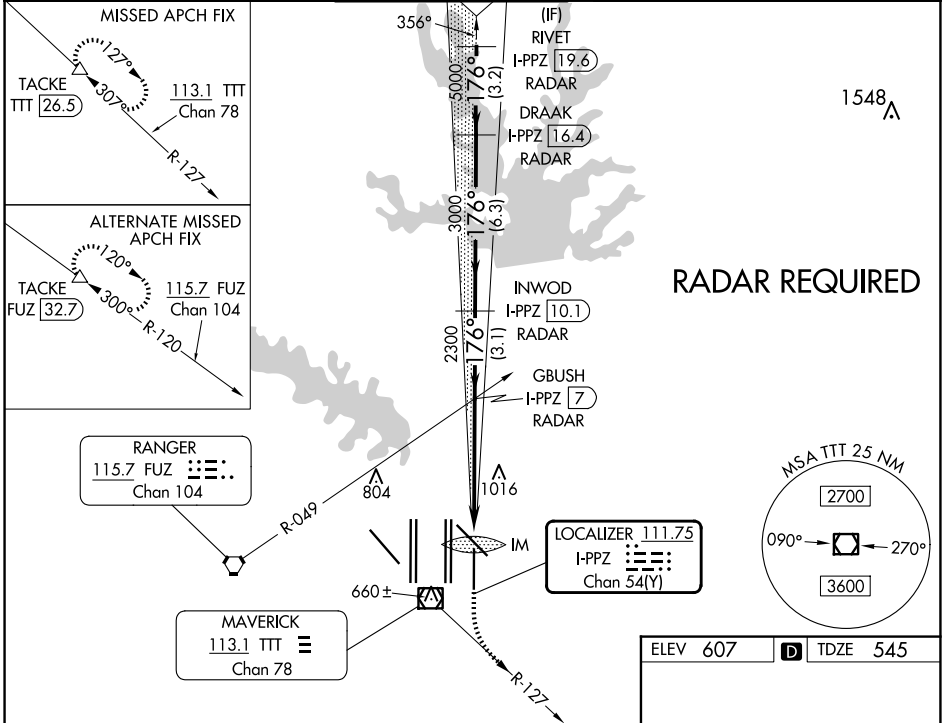 MISSED APCH FIX
127°
307°
TACKE
TTT 26.5
113.1 TTT
Chan 78
R-127
ALTERNATE MISSED
APCH FIX
120°
300°
TACKE
FUZ 32.7
115.7 FUZ
Chan 104
R-120
356°
(IF)
RIVET
I-PPZ 19.6
RADAR
5000
176°
(3.2)
DRAAK
I-PPZ 16.4
RADAR
3000
176°
(6.3)
INWOD
I-PPZ 10.1
RADAR
2300
176°
(3.1)
GBUSH
I-PPZ 7
RADAR
1548
RADAR REQUIRED
RANGER
115.7 FUZ
Chan 104
R-049
804
1016
IM
LOCALIZER 111.75
I-PPZ
Chan 54(Y)
660±
MAVERICK
113.1 TTT
Chan 78
R-127
MSA TTT 25 NM
2700
090°
270°
3600
ELEV 607 D TDZE 545